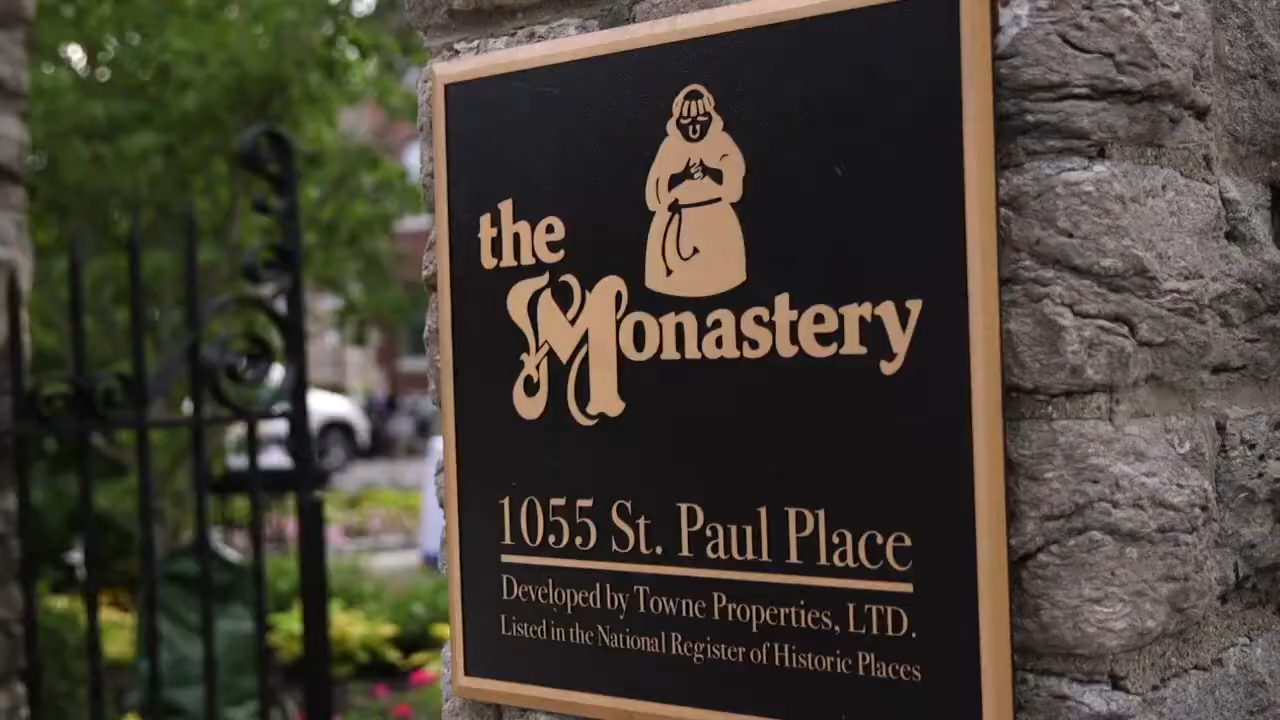 the
Monastery
1055 St. Paul Place
Developed by Towne Properties, LTD.
Listed in the National Register of Historic Places